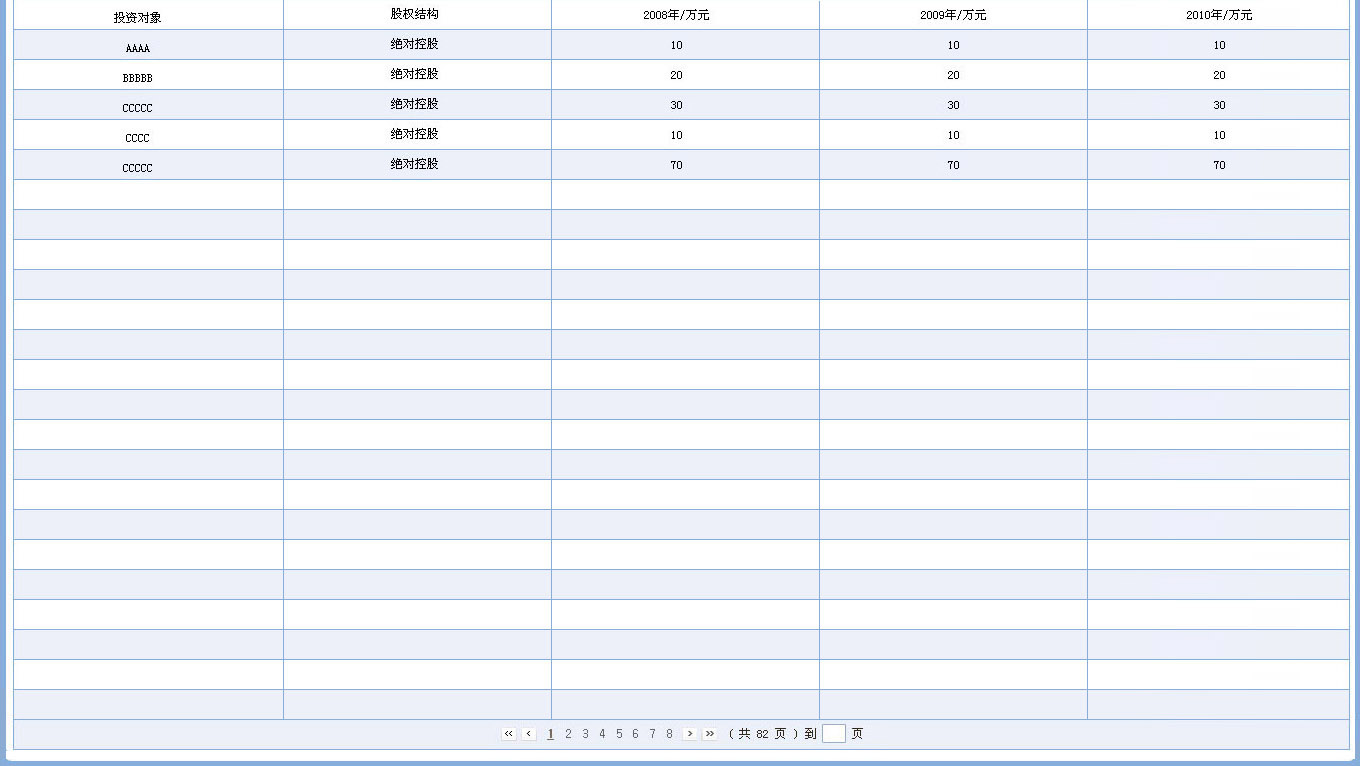 投资对象 股权结构 2008年/万元 2009年/万元 2010年/万元
AAAA 绝对控股 10 10 10
BBBBB 绝对控股 20 20 20
CCCCC 绝对控股 30 30 30
CCCC 绝对控股 10 10 10
CCCCC 绝对控股 70 70 70
« ‹ 1 2 3 4 5 6 7 8 › » ( 共 82 页 ) 到 页